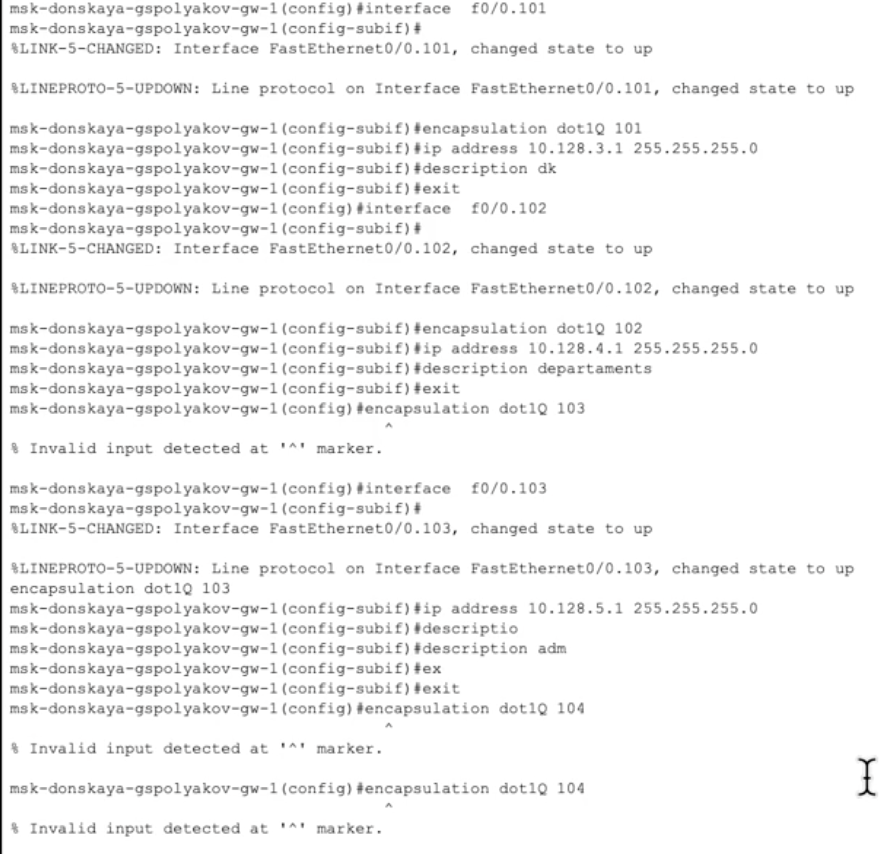 msk-donskaya-gspolyakov-gw-1(config)#interface  f0/0.101
msk-donskaya-gspolyakov-gw-1(config-subif)#
%LINK-5-CHANGED: Interface FastEthernet0/0.101, changed state to up
%LINEPROTO-5-UPDOWN: Line protocol on Interface FastEthernet0/0.101, changed state to up
msk-donskaya-gspolyakov-gw-1(config-subif)#encapsulation dot1Q 101
msk-donskaya-gspolyakov-gw-1(config-subif)#ip address 10.128.3.1 255.255.255.0
msk-donskaya-gspolyakov-gw-1(config-subif)#description dk
msk-donskaya-gspolyakov-gw-1(config-subif)#exit
msk-donskaya-gspolyakov-gw-1(config)#interface  f0/0.102
msk-donskaya-gspolyakov-gw-1(config-subif)#
%LINK-5-CHANGED: Interface FastEthernet0/0.102, changed state to up
%LINEPROTO-5-UPDOWN: Line protocol on Interface FastEthernet0/0.102, changed state to up
msk-donskaya-gspolyakov-gw-1(config-subif)#encapsulation dot1Q 102
msk-donskaya-gspolyakov-gw-1(config-subif)#ip address 10.128.4.1 255.255.255.0
msk-donskaya-gspolyakov-gw-1(config-subif)#description departaments
msk-donskaya-gspolyakov-gw-1(config-subif)#exit
msk-donskaya-gspolyakov-gw-1(config)#encapsulation dot1Q 103
^
% Invalid input detected at '^' marker.
msk-donskaya-gspolyakov-gw-1(config)#interface  f0/0.103
msk-donskaya-gspolyakov-gw-1(config-subif)#
%LINK-5-CHANGED: Interface FastEthernet0/0.103, changed state to up
%LINEPROTO-5-UPDOWN: Line protocol on Interface FastEthernet0/0.103, changed state to up
encapsulation dot1Q 103
msk-donskaya-gspolyakov-gw-1(config-subif)#ip address 10.128.5.1 255.255.255.0
msk-donskaya-gspolyakov-gw-1(config-subif)#descriptio
msk-donskaya-gspolyakov-gw-1(config-subif)#description adm
msk-donskaya-gspolyakov-gw-1(config-subif)#ex
msk-donskaya-gspolyakov-gw-1(config-subif)#exit
msk-donskaya-gspolyakov-gw-1(config)#encapsulation dot1Q 104
^
% Invalid input detected at '^' marker.
msk-donskaya-gspolyakov-gw-1(config)#encapsulation dot1Q 104
^
% Invalid input detected at '^' marker.